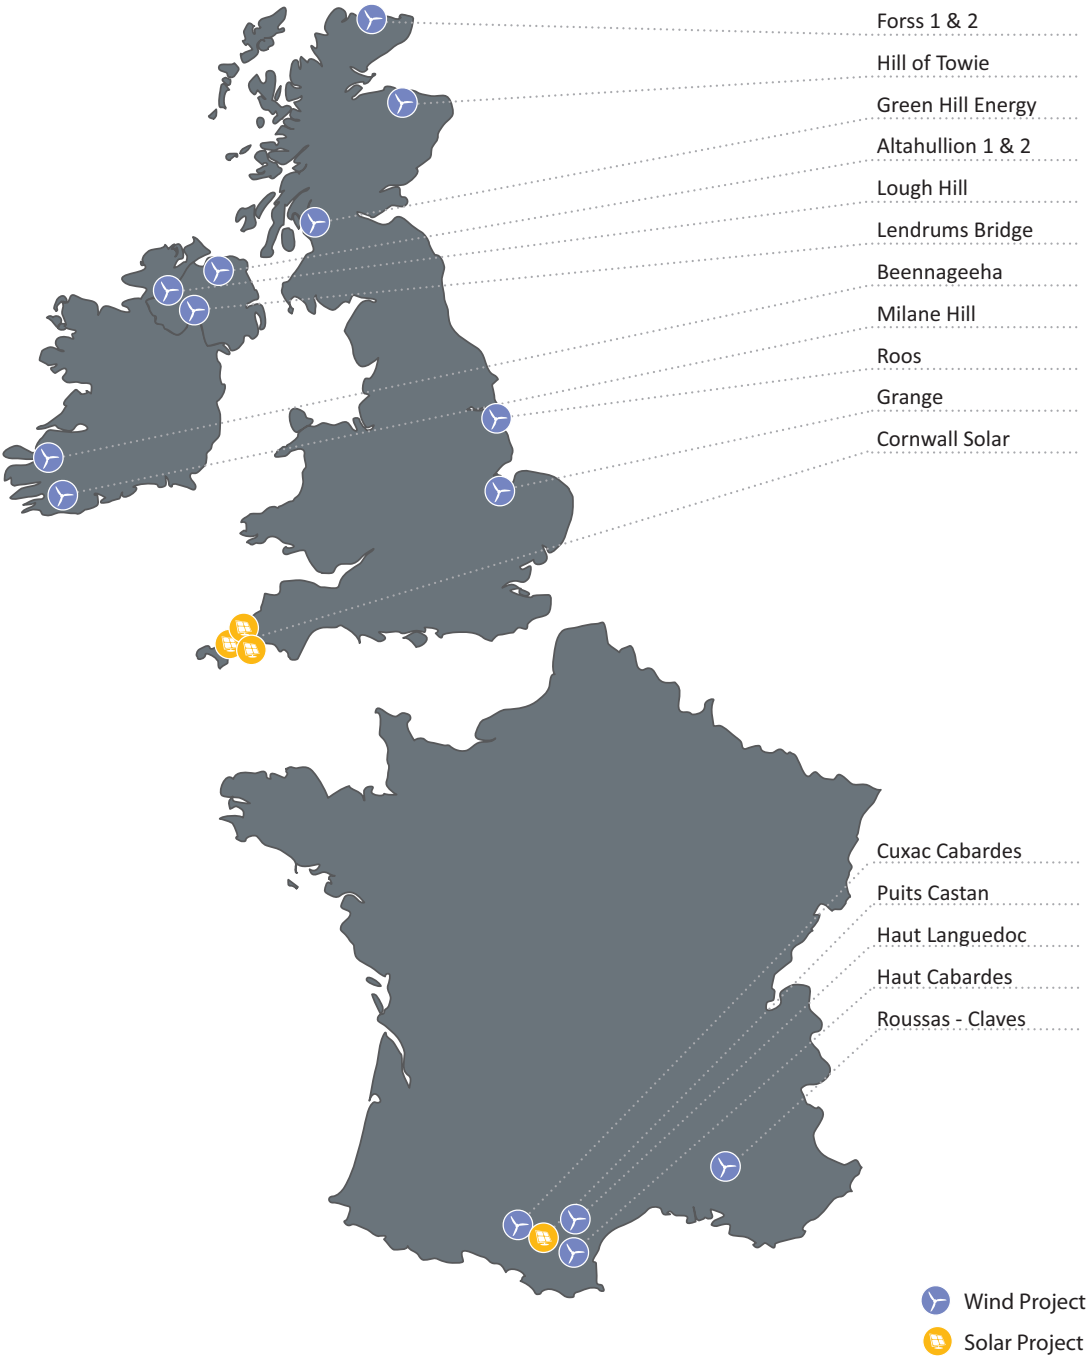 Forss 1 & 2
Hill of Towie
Green Hill Energy
Altahullion 1 & 2
Lough Hill
Lendrums Bridge
Beennageeha
Milane Hill
Roos
Grange
Cornwall Solar
Cuxac Cabardes
Puits Castan
Haut Languedoc
Haut Cabardes
Roussas - Claves
Wind Project
Solar Project